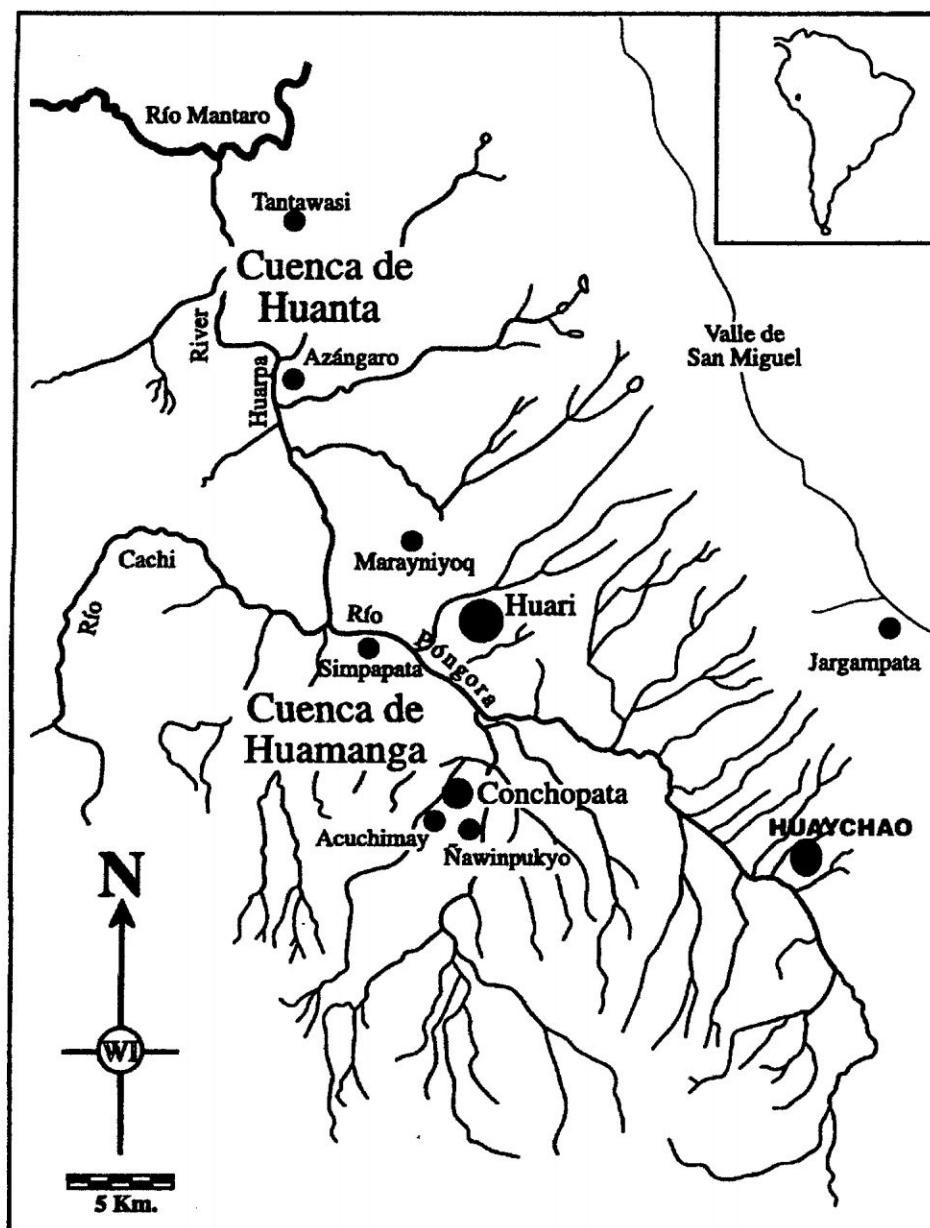 Río Mantaro
Tantawasi
Cuenca de
Huanta
River
Huarpa
Azángaro
Valle de
San Miguel
Marayniyoq
Cachi
Río
Huari
Río
Póngora
Simpapata
Jargampata
Cuenca de
Huamanga
Conchopata
Acuchimay
Ñawinpukyo
HUAYCHAO
N
WI
5 Km.